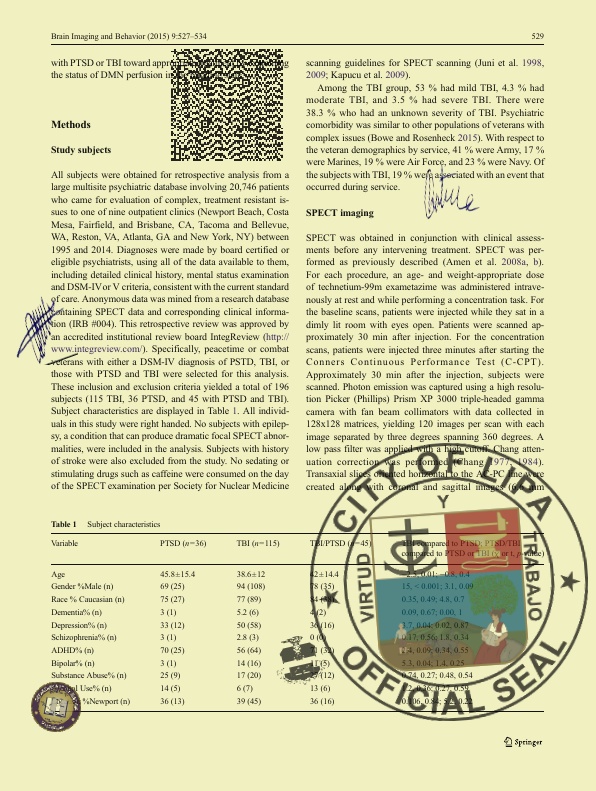 Brain Imaging and Behavior (2015) 9:527–534
529
with PTSD or TBI toward
the status of DMN perfusion in
Methods
Study subjects
All subjects were obtained for retrospective analysis from a
large multisite psychiatric database involving 20,746 patients
who came for evaluation of complex, treatment resistant is-
sues to one of nine outpatient clinics (Newport Beach, Costa
Mesa, Fairfield, and Brisbane, CA, Tacoma and Bellevue,
WA, Reston, VA, Atlanta, GA and New York, NY) between
1995 and 2014. Diagnoses were made by board certified or
eligible psychiatrists, using all of the data available to them,
including detailed clinical history, mental status examination
and DSM-IV or V criteria, consistent with the current standard
of care. Anonymous data was mined from a research database
containing SPECT data and corresponding clinical informa-
tion (IRB #004). This retrospective review was approved by
an accredited institutional review board IntegReview (http://
www.integreview.com/). Specifically, peacetime or combat
veterans with either a DSM-IV diagnosis of PSTD, TBI, or
those with PTSD and TBI were selected for this analysis.
These inclusion and exclusion criteria yielded a total of 196
subjects (115 TBI, 36 PTSD, and 45 with PTSD and TBI).
Subject characteristics are displayed in Table 1. All individ-
uals in this study were right handed. No subjects with epilep-
sy, a condition that can produce dramatic focal SPECT abnor-
malities, were included in the analysis. Subjects with history
of stroke were also excluded from the study. No sedating or
stimulating drugs such as caffeine were consumed on the day
of the SPECT examination per Society for Nuclear Medicine
scanning guidelines for SPECT scanning (Juni et al. 1998,
2009; Kapucu et al. 2009).
Among the TBI group, 53 % had mild TBI, 4.3 % had
moderate TBI, and 3.5 % had severe TBI. There were
38.3 % who had an unknown severity of TBI. Psychiatric
comorbidity was similar to other populations of veterans with
complex issues (Bowe and Rosenheck 2015). With respect to
the veteran demographics by service, 41 % were Army, 17 %
were Marines, 19 % were Air Force, and 23 % were Navy. Of
the subjects with TBI, 19 % were associated with an event that
occurred during service.
SPECT imaging
SPECT was obtained in conjunction with clinical assess-
ments before any intervening treatment. SPECT was per-
formed as previously described (Amen et al. 2008a, b).
For each procedure, an age- and weight-appropriate dose
of technetium-99m exametazime was administered intrave-
nously at rest and while performing a concentration task. For
the baseline scans, patients were injected while they sat in a
dimly lit room with eyes open. Patients were scanned ap-
proximately 30 min after injection. For the concentration
scans, patients were injected three minutes after starting the
Conners Continuous Performance Test (C-CPT).
Approximately 30 min after the injection, subjects were
scanned. Photon emission was captured using a high resolu-
tion Picker (Phillips) Prism XP 3000 triple-headed gamma
camera with fan beam collimators with data collected in
128x128 matrices, yielding 120 images per scan with each
image separated by three degrees spanning 360 degrees. A
low pass filter was applied with a high cutoff. Chang atten-
uation correction was performed (Chang 1977, 1984).
Transaxial slices oriented horizontal to the AC-PC line were
created along with coronal and sagittal images (6.6 mm
Table 1 Subject characteristics
Variable PTSD (n=36) TBI (n=115) TBI/PTSD (n=45) TBI compared to PTSD; PTSD/TBI
compared to PTSD or TBI (χ or t, p-value)
Age 45.8±15.4 38.6±12 42±14.4
Gender %Male (n) 69 (25) 94 (108) 78 (35) 15, < 0.001; 3.1, 0.09
Race % Caucasian (n) 75 (27) 77 (89) 0.35, 0.49; 4.8, 0.7
Dementia% (n) 3 (1) 5.2 (6) 4 (2) 0.09, 0.67; 0.00, 1
Depression% (n) 33 (12) 50 (58) 36 (16) 0.04; 0.02, 0.87
Schizophrenia% (n) 3 (1) 2.8 (3) 0 (0) 0.17, 0.56; 1.8, 0.34
ADHD% (n) 70 (25) 56 (64) 0.09; 0.34, 0.55
Bipolar% (n) 3 (1) 14 (16) 11 (5) 5.3, 0.04; 1.4, 0.25
Substance Abuse% (n) 25 (9) 17 (20) (12) 0.74, 0.27; 0.48, 0.54
Use% (n) 14 (5) 6 (7) 13 (6)
%Newport (n) 36 (13) 39 (45) 36 (16)
CITY OF LIPA
OFFICIAL SEAL
VIRTUD
Y
TRABAJO
Springer